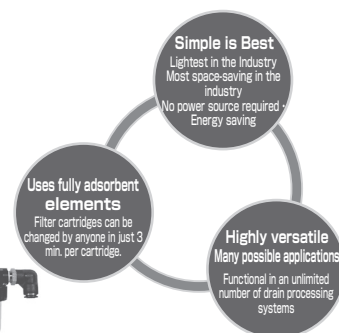 Simple is Best
Lightest in the Industry
Most space-saving in the
industry
No power source required ·
Energy saving
Uses fully adsorbent
elements
Filter cartridges can be
changed by anyone in just 3
min. per cartridge.
Highly versatile
Many possible applications
Functional in an unlimited
number of drain processing
systems